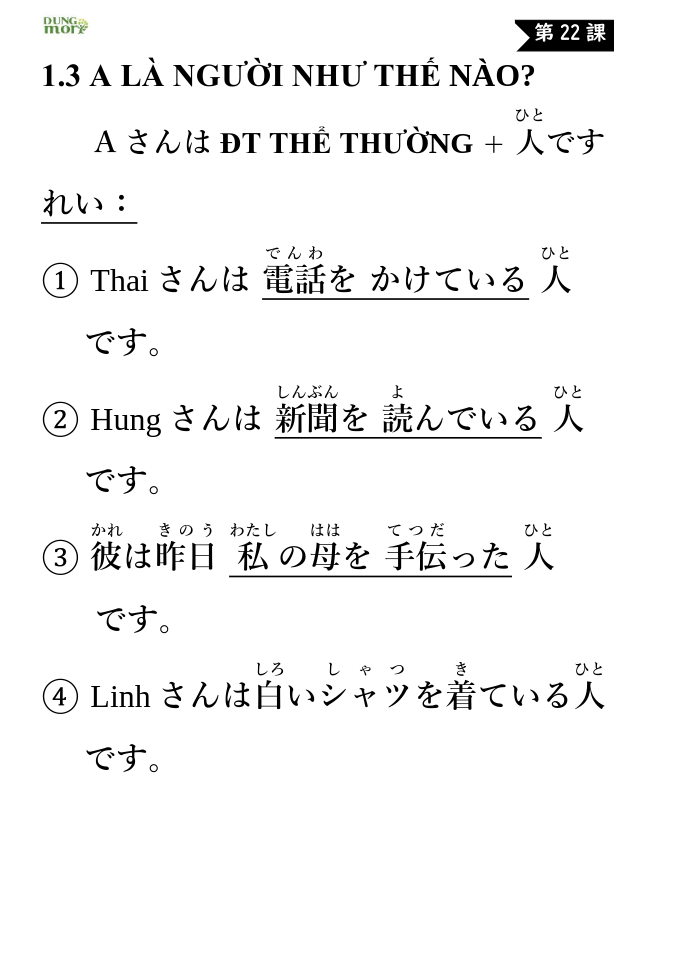 DUNG
mori
第 22 課
1.3 A LÀ NGƯỜI NHƯ THẾ NÀO?
ひと
A さんは ĐT THỂ THƯỜNG + 人です
れい：
でんわ ひと
① Thai さんは 電話を かけている 人
です。
しんぶん よ ひと
② Hung さんは 新聞を 読んでいる 人
です。
かれ きのう わたし はは てつだ ひと
③ 彼は昨日 私の母を 手伝った 人
です。
しろ しゃつ き ひと
④ Linh さんは白いシャツを着ている人
です。